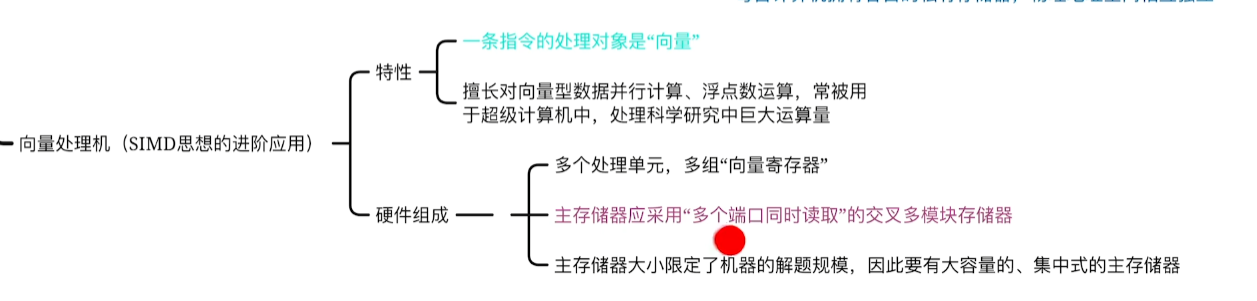 向量处理机（SIMD思想的进阶应用）
特性
一条指令的处理对象是“向量”
擅长对向量型数据并行计算、浮点数运算，常被用
于超级计算机中，处理科学研究中巨大运算量
硬件组成
多个处理单元，多组“向量寄存器”
主存储器应采用“多个端口同时读取”的交叉多模块存储器
主存储器大小限定了机器的解题规模，因此要有大容量的、集中式的主存储器